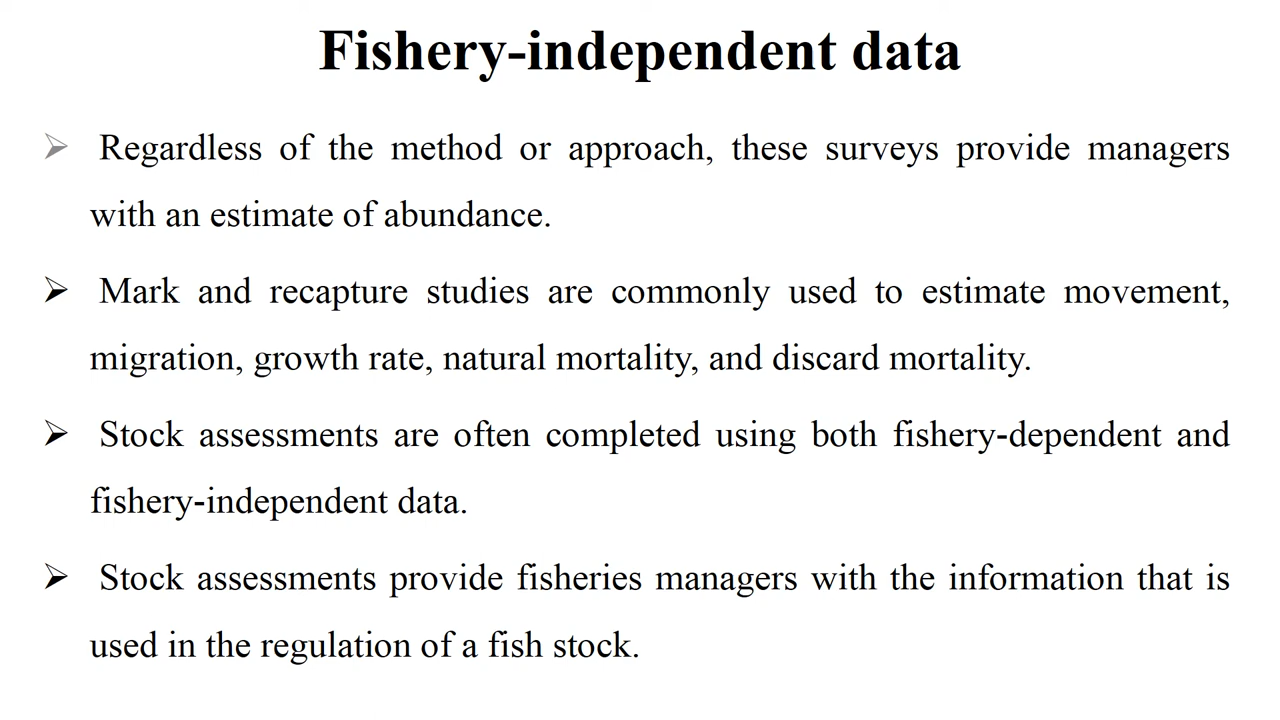 Fishery-independent data
➢ Regardless of the method or approach, these surveys provide managers
with an estimate of abundance.
➢ Mark and recapture studies are commonly used to estimate movement,
migration, growth rate, natural mortality, and discard mortality.
➢ Stock assessments are often completed using both fishery-dependent and
fishery-independent data.
➢ Stock assessments provide fisheries managers with the information that is
used in the regulation of a fish stock.